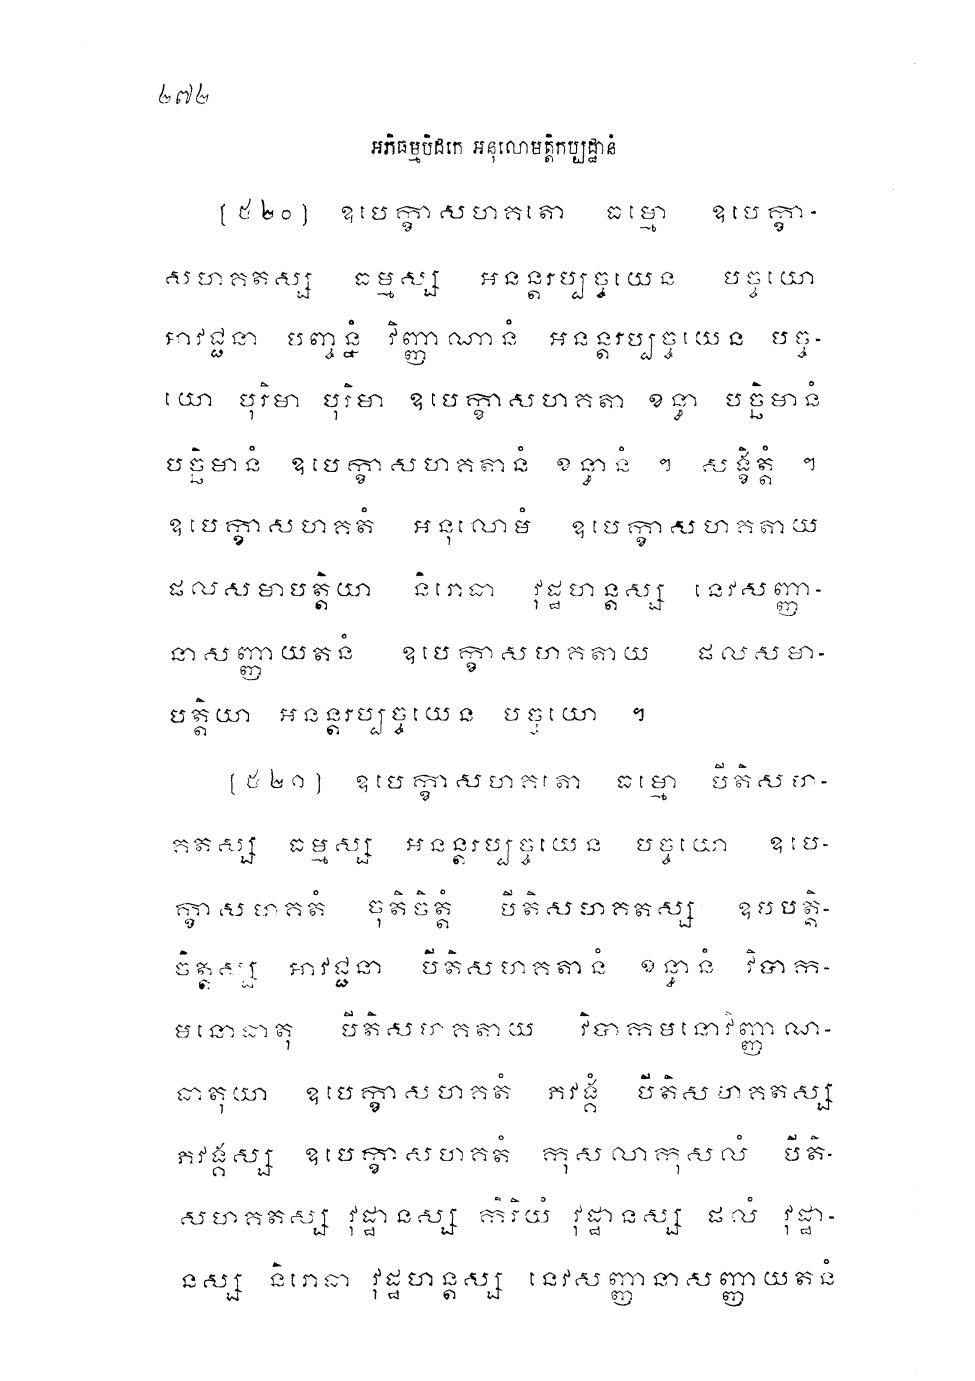 ២៧២
អភិធម្មបិដកេ អនុលោមត្តិកប្បដ្ឋានំ
(៥២០) ឧបេក្ខាសហគតោ ធម្មោ ឧបេក្ខា-
សហគតស្ស ធម្មស្ស អនន្តរប្បច្ចយេន បច្ចយោ
អាវជ្ជនា បញ្ចន្នំ វិញ្ញាណានំ អនន្តរប្បច្ចយេន បច្ច-
យោ បុរិមា បុរិមា ឧបេក្ខាសហគតា ខន្ធា បច្ឆិមានំ
បច្ឆិមានំ ឧបេក្ខាសហគតានំ ខន្ធានំ ។ សង្ខិត្តំ ។
ឧបេក្ខាសហគតំ អនុលោមំ ឧបេក្ខាសហគតាយ
ផលសមាបត្តិយា និរោធា វុដ្ឋហន្តស្ស នេវសញ្ញា-
នាសញ្ញាយតនំ ឧបេក្ខាសហគតាយ ផលសមា-
បត្តិយា អនន្តរប្បច្ចយេន បច្ចយោ ។
(៥២១) ឧបេក្ខាសហគតោ ធម្មោ បីតិសហ-
គតស្ស ធម្មស្ស អនន្តរប្បច្ចយេន បច្ចយោ ឧបេ-
ក្ខាសហគតំ ចុតិចិត្តំ បីតិសហគតស្ស ឧបបត្តិ-
ចិត្តស្ស អាវជ្ជនា បីតិសហគតានំ ខន្ធានំ វិបាក-
មនោធាតុ បីតិសហគតាយ វិបាកមនោវិញ្ញាណ-
ធាតុយា ឧបេក្ខាសហគតំ ភវង្គំ បីតិសហគតស្ស
ភវង្គស្ស ឧបេក្ខាសហគតំ កុសលាកុសលំ បីតិ-
សហគតស្ស វុដ្ឋានស្ស កិរិយំ វុដ្ឋានស្ស ផលំ វុដ្ឋា-
នស្ស និរោធា វុដ្ឋហន្តស្ស នេវសញ្ញានាសញ្ញាយតនំ